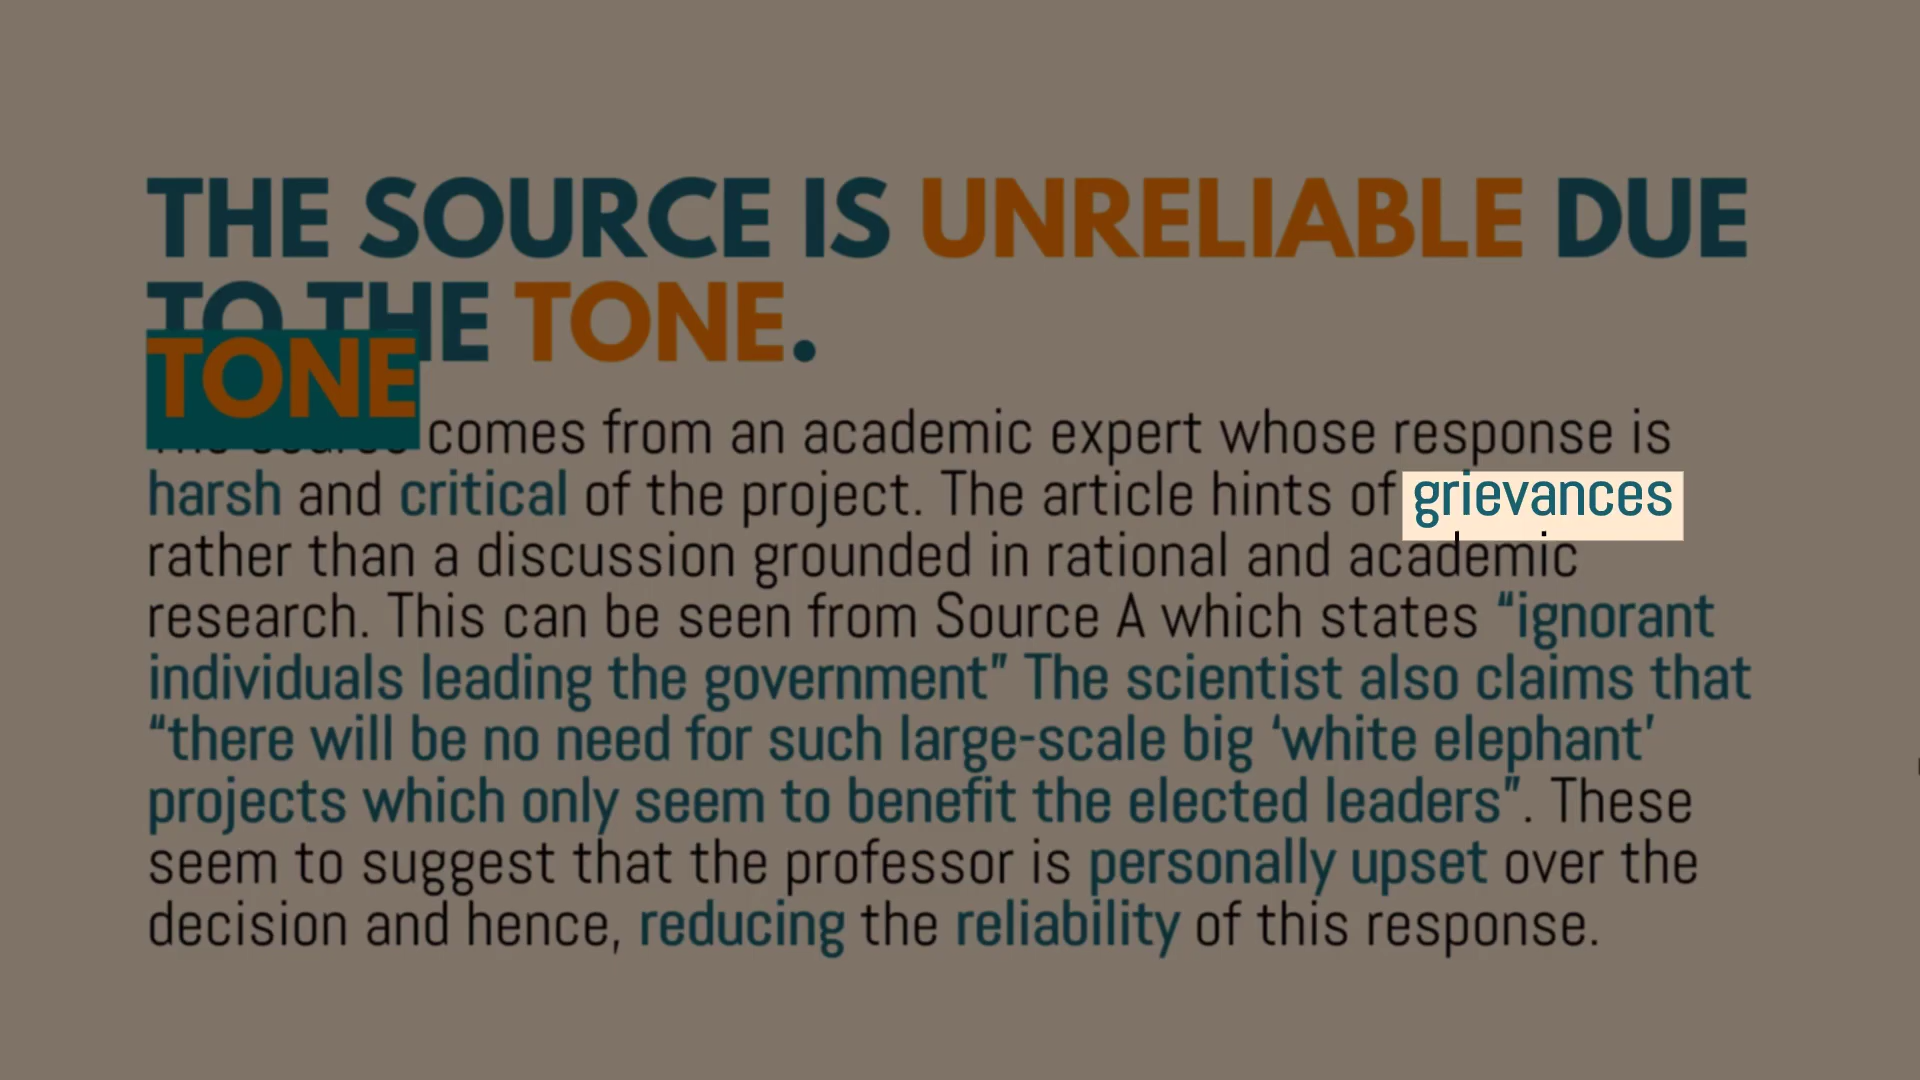 THE SOURCE IS UNRELIABLE DUE
TO THE TONE.
TONE
The source comes from an academic expert whose response is
harsh and critical of the project. The article hints of grievances
rather than a discussion grounded in rational and academic
research. This can be seen from Source A which states “ignorant
individuals leading the government” The scientist also claims that
“there will be no need for such large-scale big ‘white elephant’
projects which only seem to benefit the elected leaders”. These
seem to suggest that the professor is personally upset over the
decision and hence, reducing the reliability of this response.